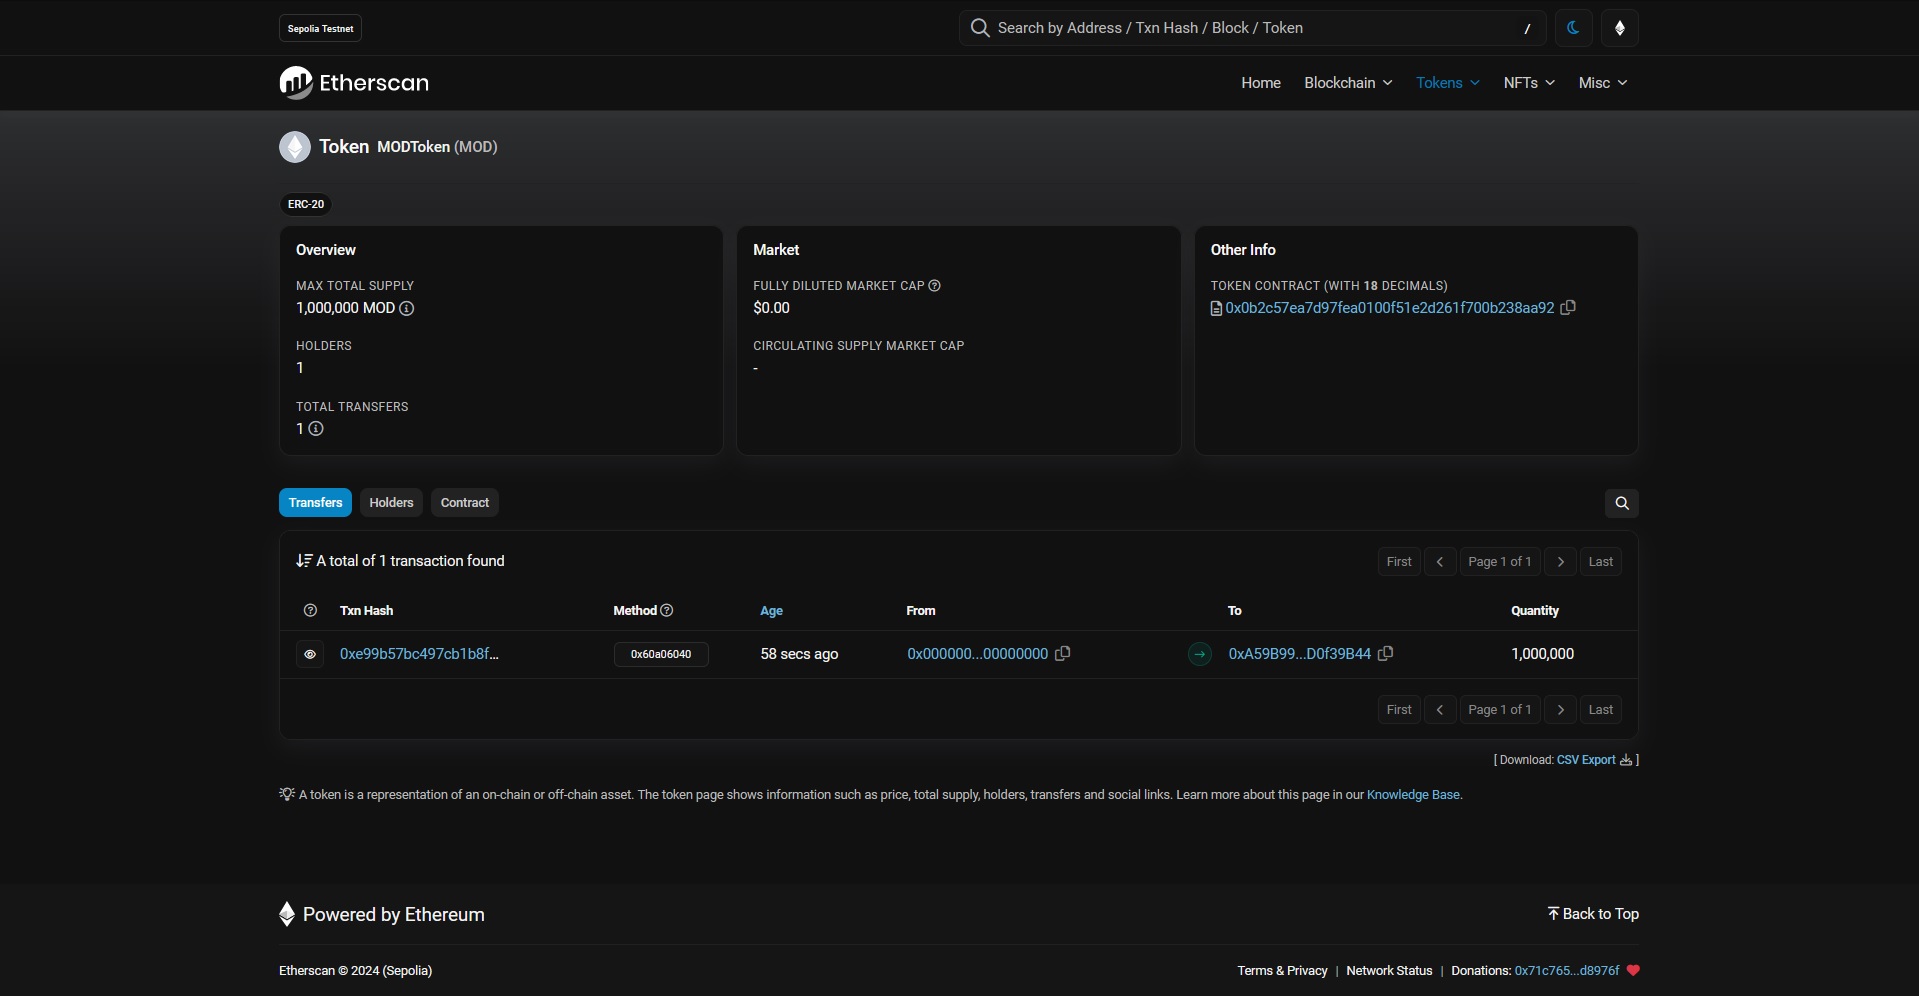 Sepolia Testnet
Search by Address / Txn Hash / Block / Token /
Etherscan
Home Blockchain Tokens NFTs Misc
Token MODToken (MOD)
ERC-20
Overview
MAX TOTAL SUPPLY
1,000,000 MOD
HOLDERS
1
TOTAL TRANSFERS
1
Market
FULLY DILUTED MARKET CAP
$0.00
CIRCULATING SUPPLY MARKET CAP
-
Other Info
TOKEN CONTRACT (WITH 18 DECIMALS)
0x0b2c57ea7d97fea0100f51e2d261f700b238aa92
Transfers Holders Contract
A total of 1 transaction found
First Page 1 of 1 Last
Txn Hash Method Age From To Quantity
0xe99b57bc497cb1b8f... 0x60a06040 58 secs ago 0x000000...00000000 0xA59B99...D0f39B44 1,000,000
First Page 1 of 1 Last
[ Download: CSV Export ]
A token is a representation of an on-chain or off-chain asset. The token page shows information such as price, total supply, holders, transfers and social links. Learn more about this page in our Knowledge Base.
Powered by Ethereum
Back to Top
Etherscan © 2024 (Sepolia)
Terms & Privacy | Network Status | Donations: 0x71c765...d8976f